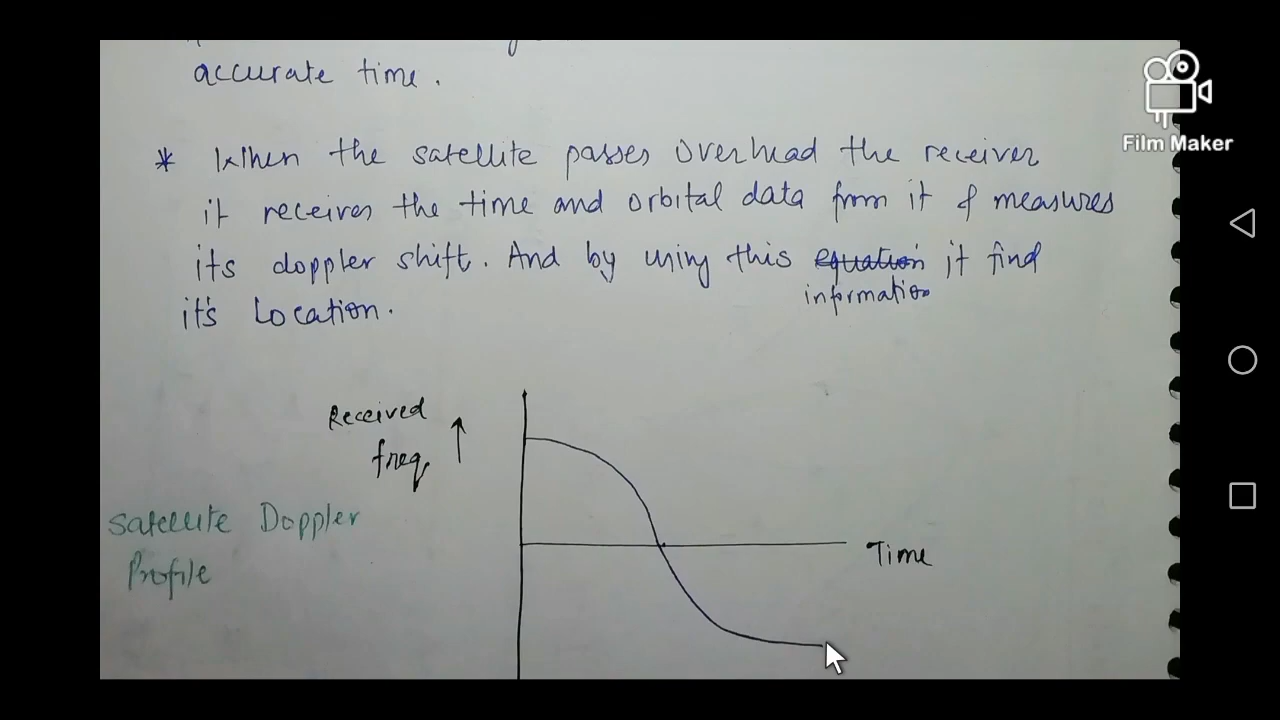 accurate time.
* When the satellite passes overhead the receiver
it receives the time and orbital data from it & measures
its doppler shift. And by using this equation it find
information
it's Location.
Received
freq
Satellite Doppler
Profile
Time
Film Maker